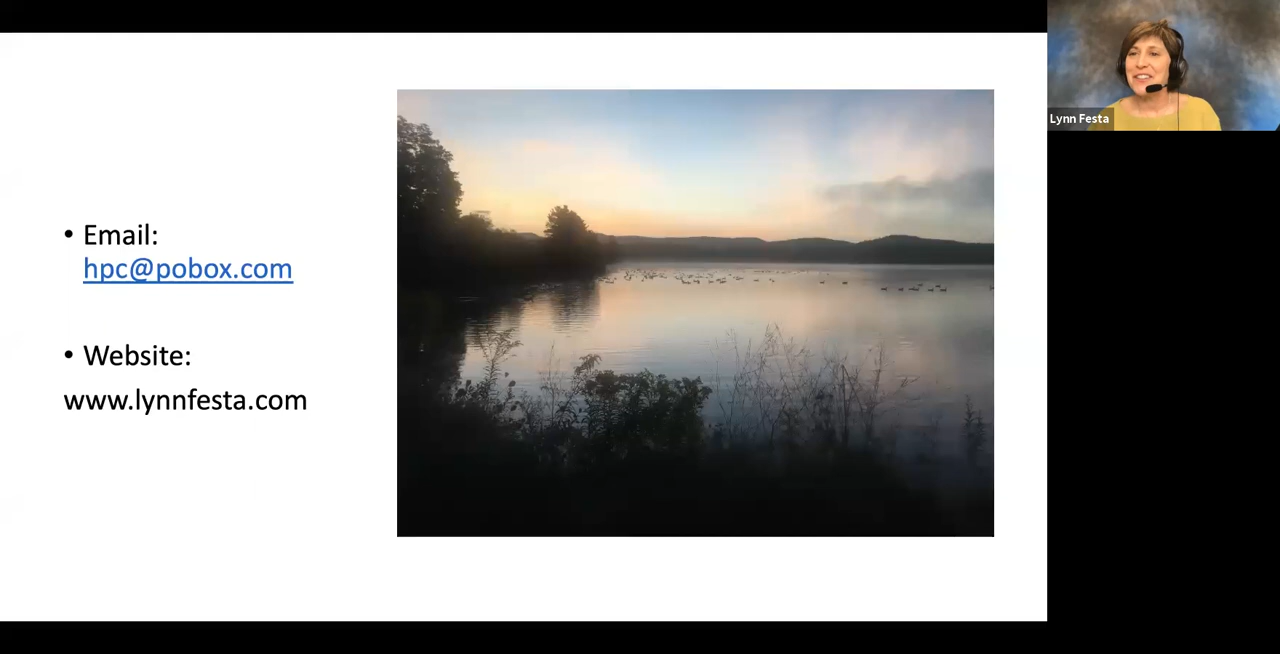 • Email:
hpc@pobox.com
• Website:
www.lynnfesta.com
Lynn Festa